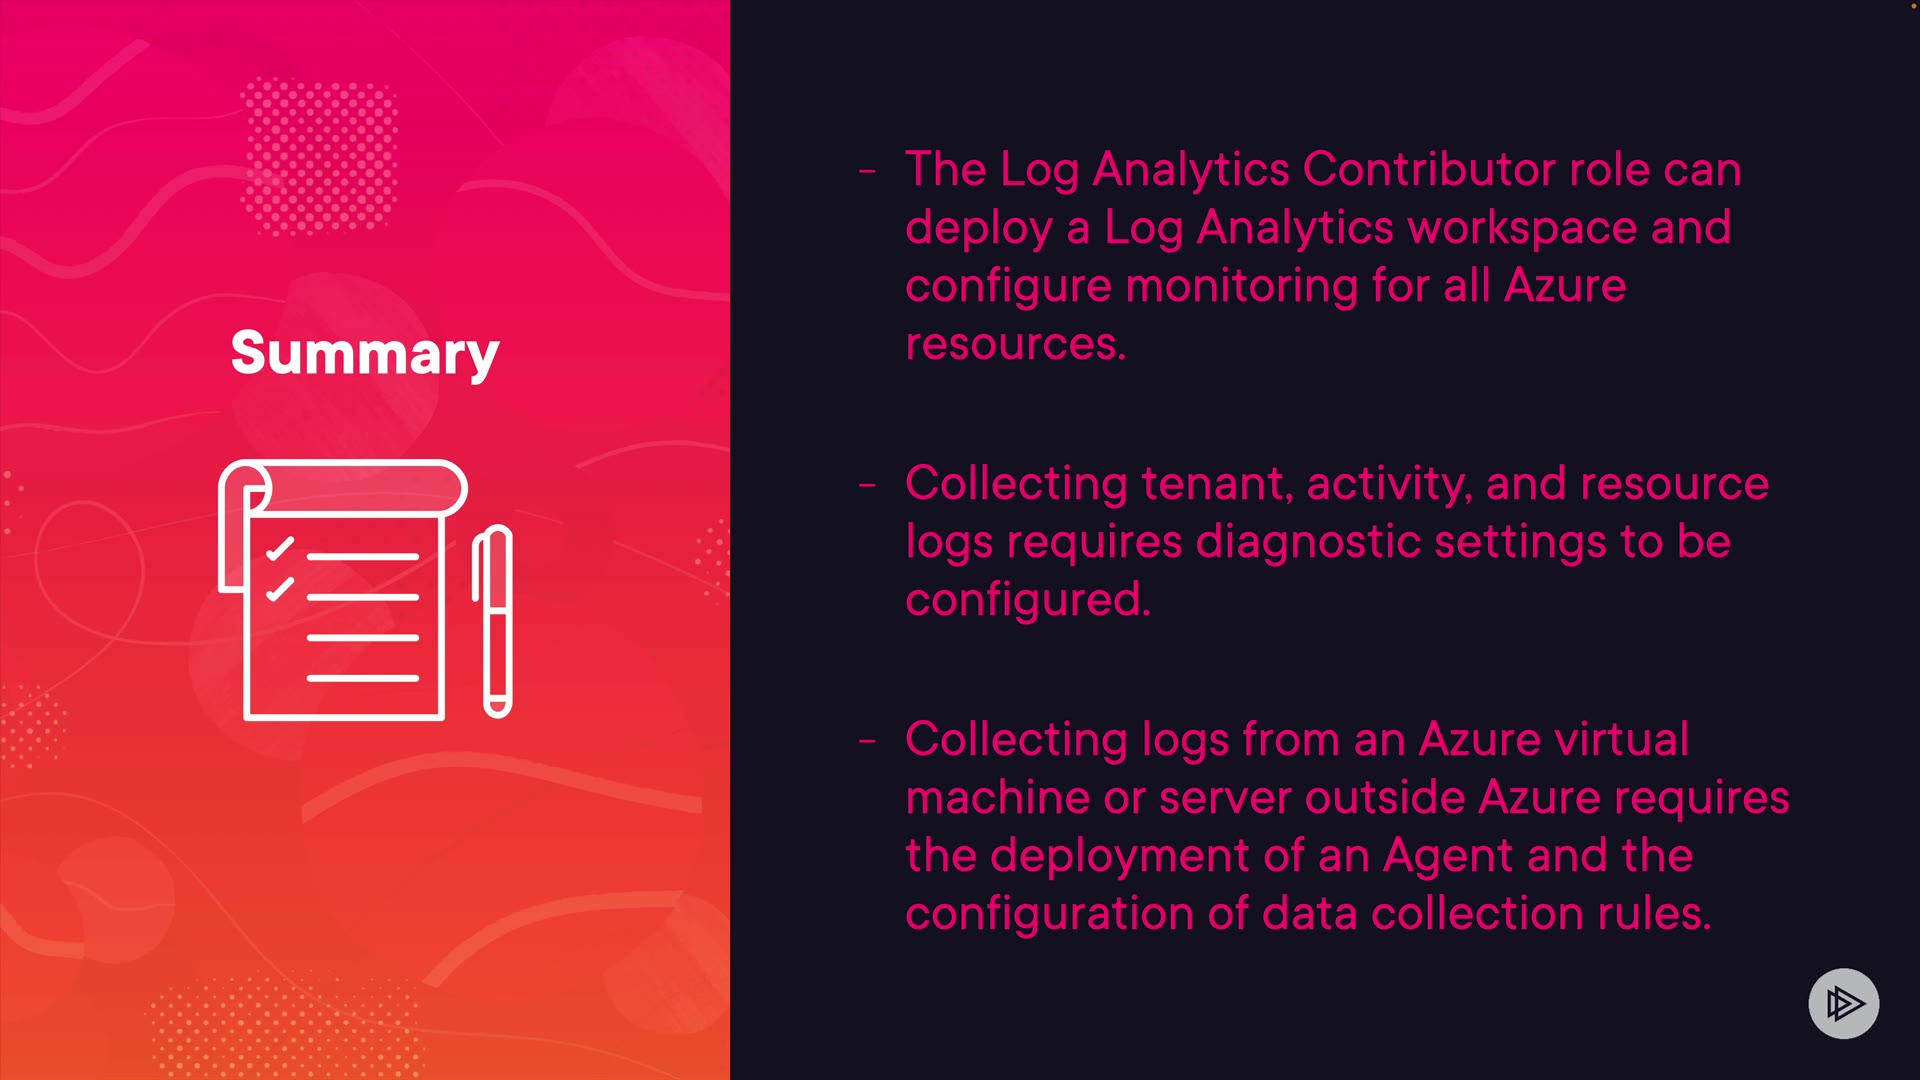 Summary
- The Log Analytics Contributor role can
deploy a Log Analytics workspace and
configure monitoring for all Azure
resources.
- Collecting tenant, activity, and resource
logs requires diagnostic settings to be
configured.
- Collecting logs from an Azure virtual
machine or server outside Azure requires
the deployment of an Agent and the
configuration of data collection rules.